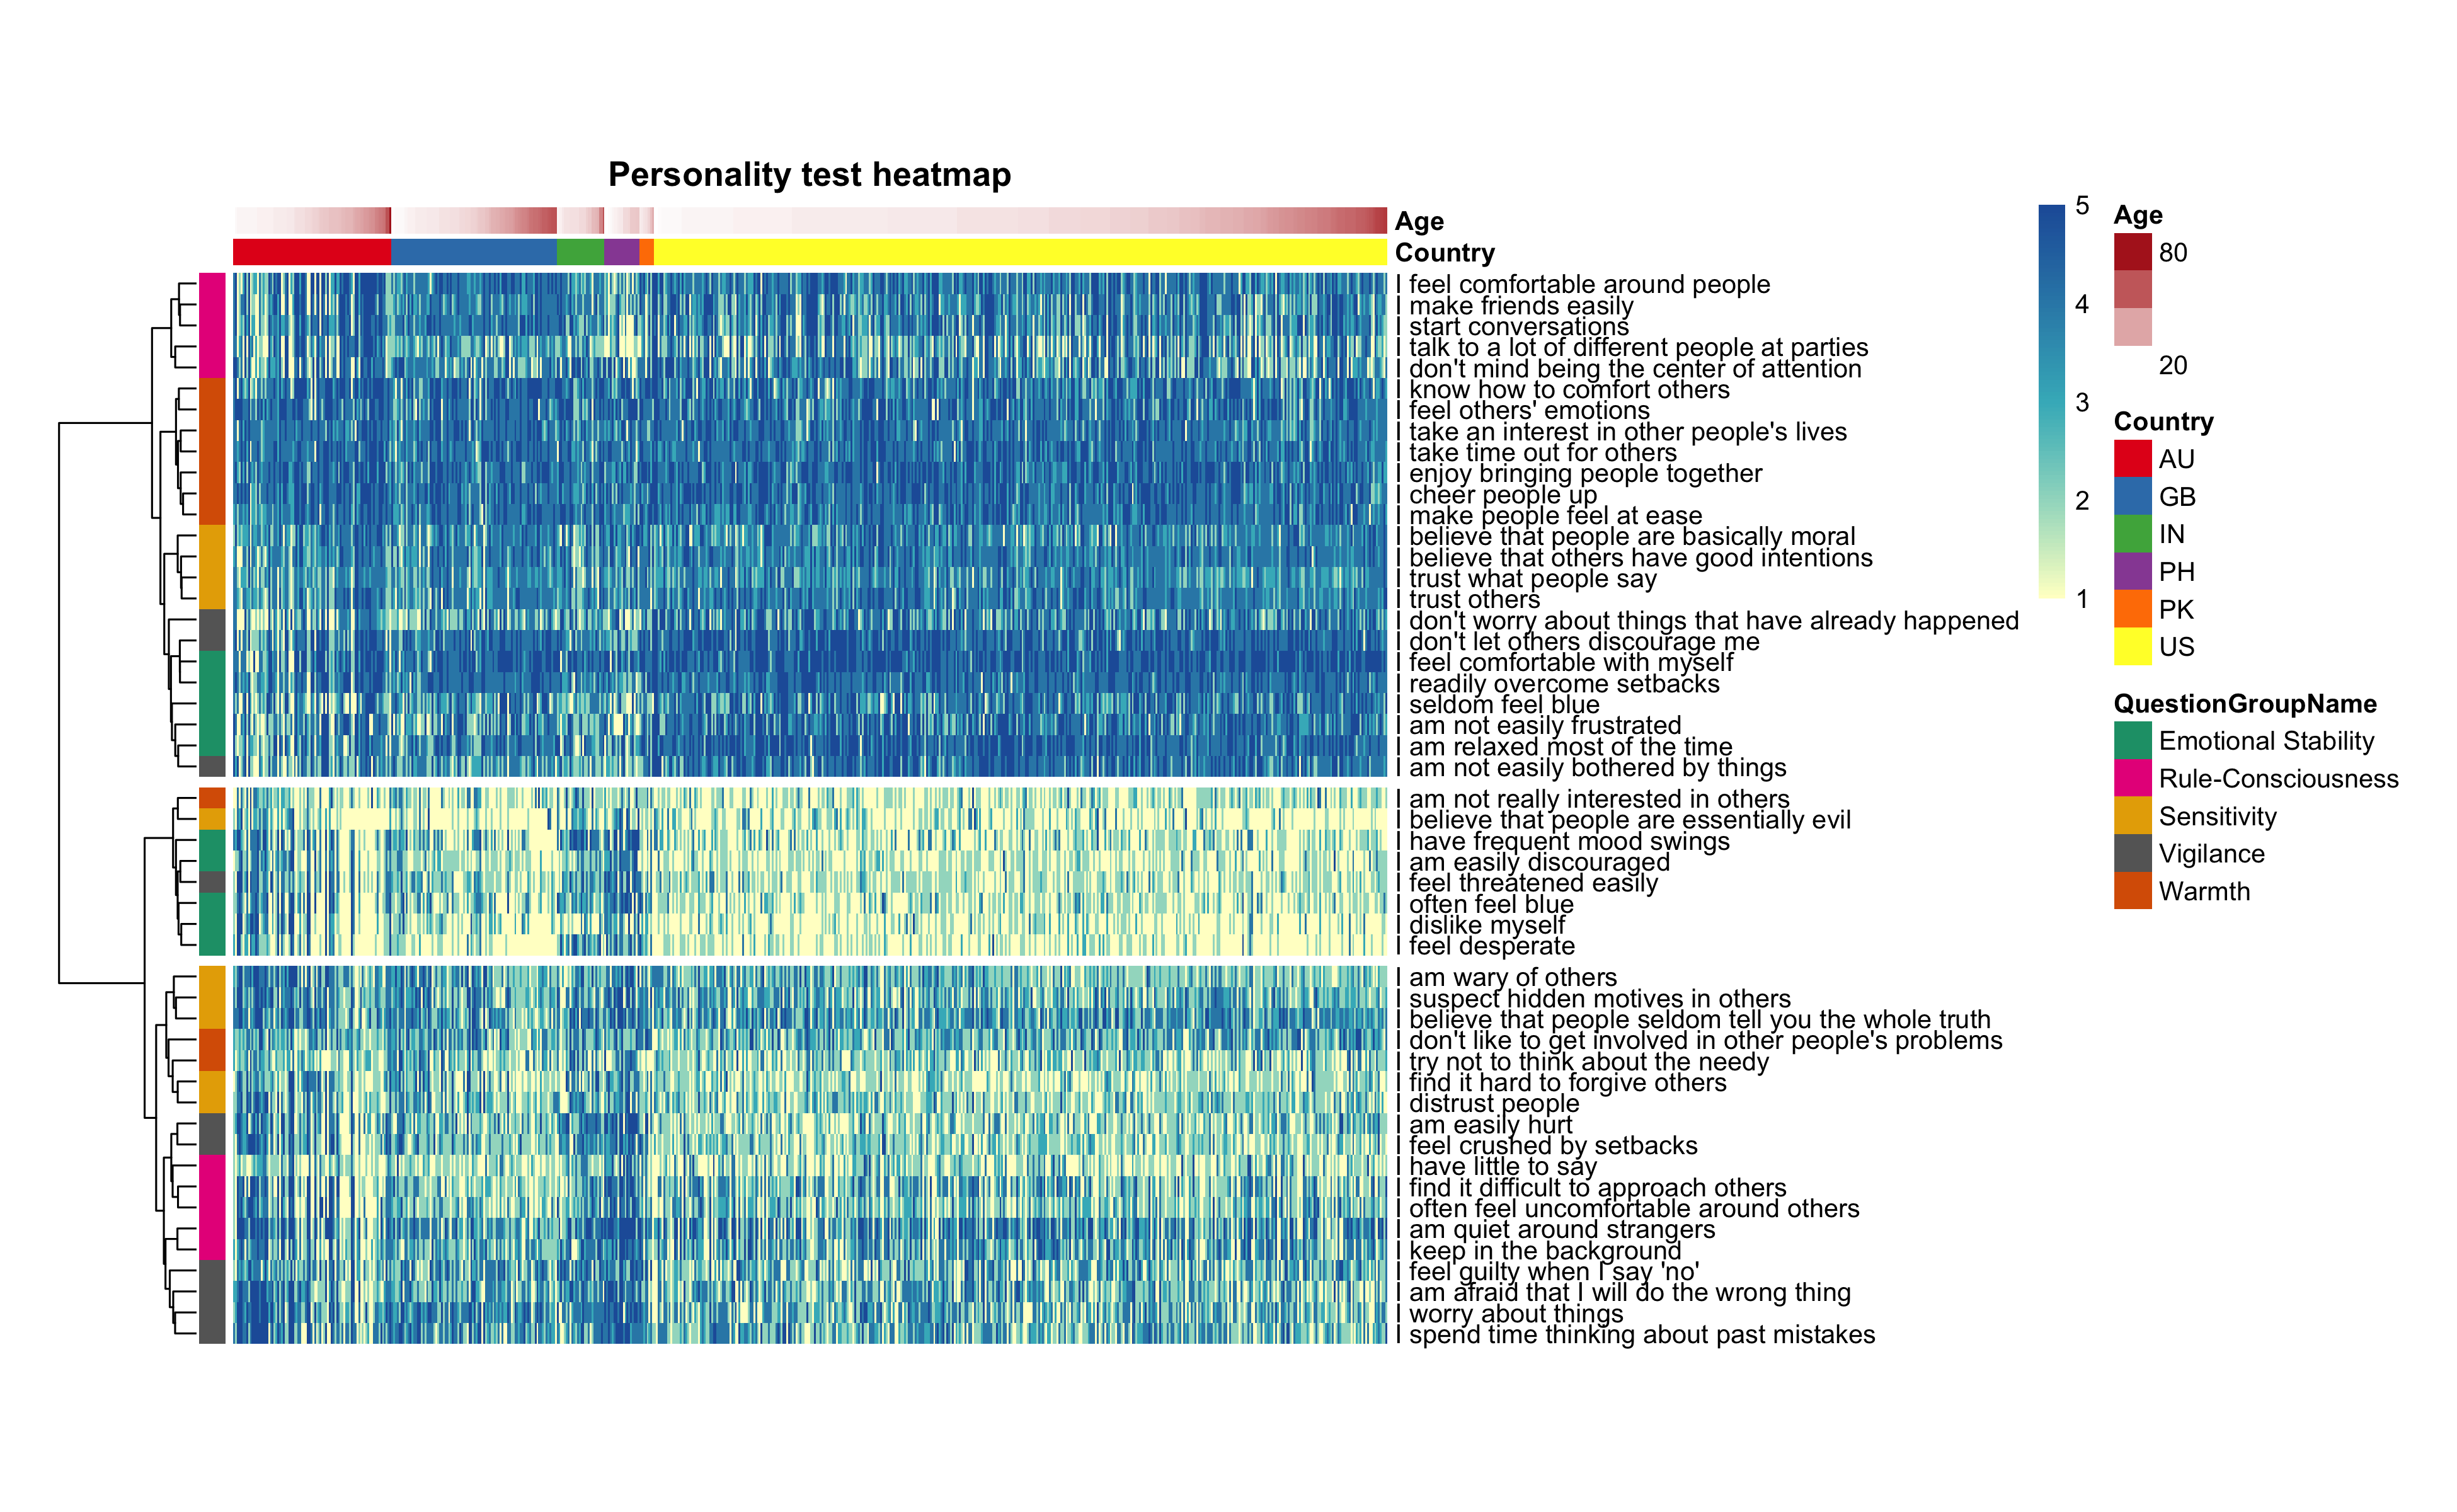 Personality test heatmap
Age
Country
I feel comfortable around people
I make friends easily
I start conversations
I talk to a lot of different people at parties
I don't mind being the center of attention
I know how to comfort others
I feel others' emotions
I take an interest in other people's lives
I take time out for others
I enjoy bringing people together
I cheer people up
I make people feel at ease
I believe that people are basically moral
I believe that others have good intentions
I trust what people say
I trust others
I don't worry about things that have already happened
I don't let others discourage me
I feel comfortable with myself
I readily overcome setbacks
I seldom feel blue
I am not easily frustrated
I am relaxed most of the time
I am not easily bothered by things
I am not really interested in others
I believe that people are essentially evil
I have frequent mood swings
I am easily discouraged
I feel threatened easily
I often feel blue
I dislike myself
I feel desperate
I am wary of others
I suspect hidden motives in others
I believe that people seldom tell you the whole truth
I don't like to get involved in other people's problems
I try not to think about the needy
I find it hard to forgive others
I distrust people
I am easily hurt
I feel crushed by setbacks
I have little to say
I find it difficult to approach others
I often feel uncomfortable around others
I am quiet around strangers
I keep in the background
I feel guilty when I say 'no'
I am afraid that I will do the wrong thing
I worry about things
I spend time thinking about past mistakes
5
4
3
2
1
Age
80
20
Country
AU
GB
IN
PH
PK
US
QuestionGroupName
Emotional Stability
Rule-Consciousness
Sensitivity
Vigilance
Warmth